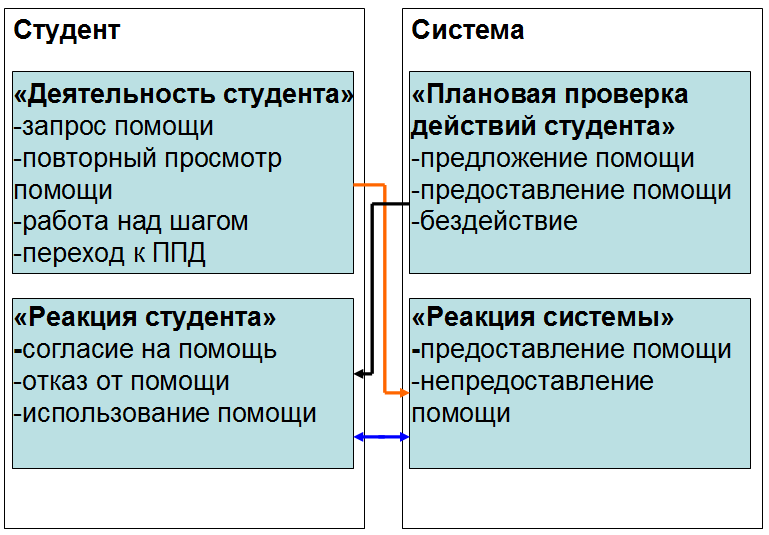 Студент
«Деятельность студента»
-запрос помощи
-повторный просмотр
помощи
-работа над шагом
-переход к ППД
«Реакция студента»
-согласие на помощь
-отказ от помощи
-использование помощи
Система
«Плановая проверка
действий студента»
-предложение помощи
-предоставление помощи
-бездействие
«Реакция системы»
-предоставление помощи
-непредоставление
помощи